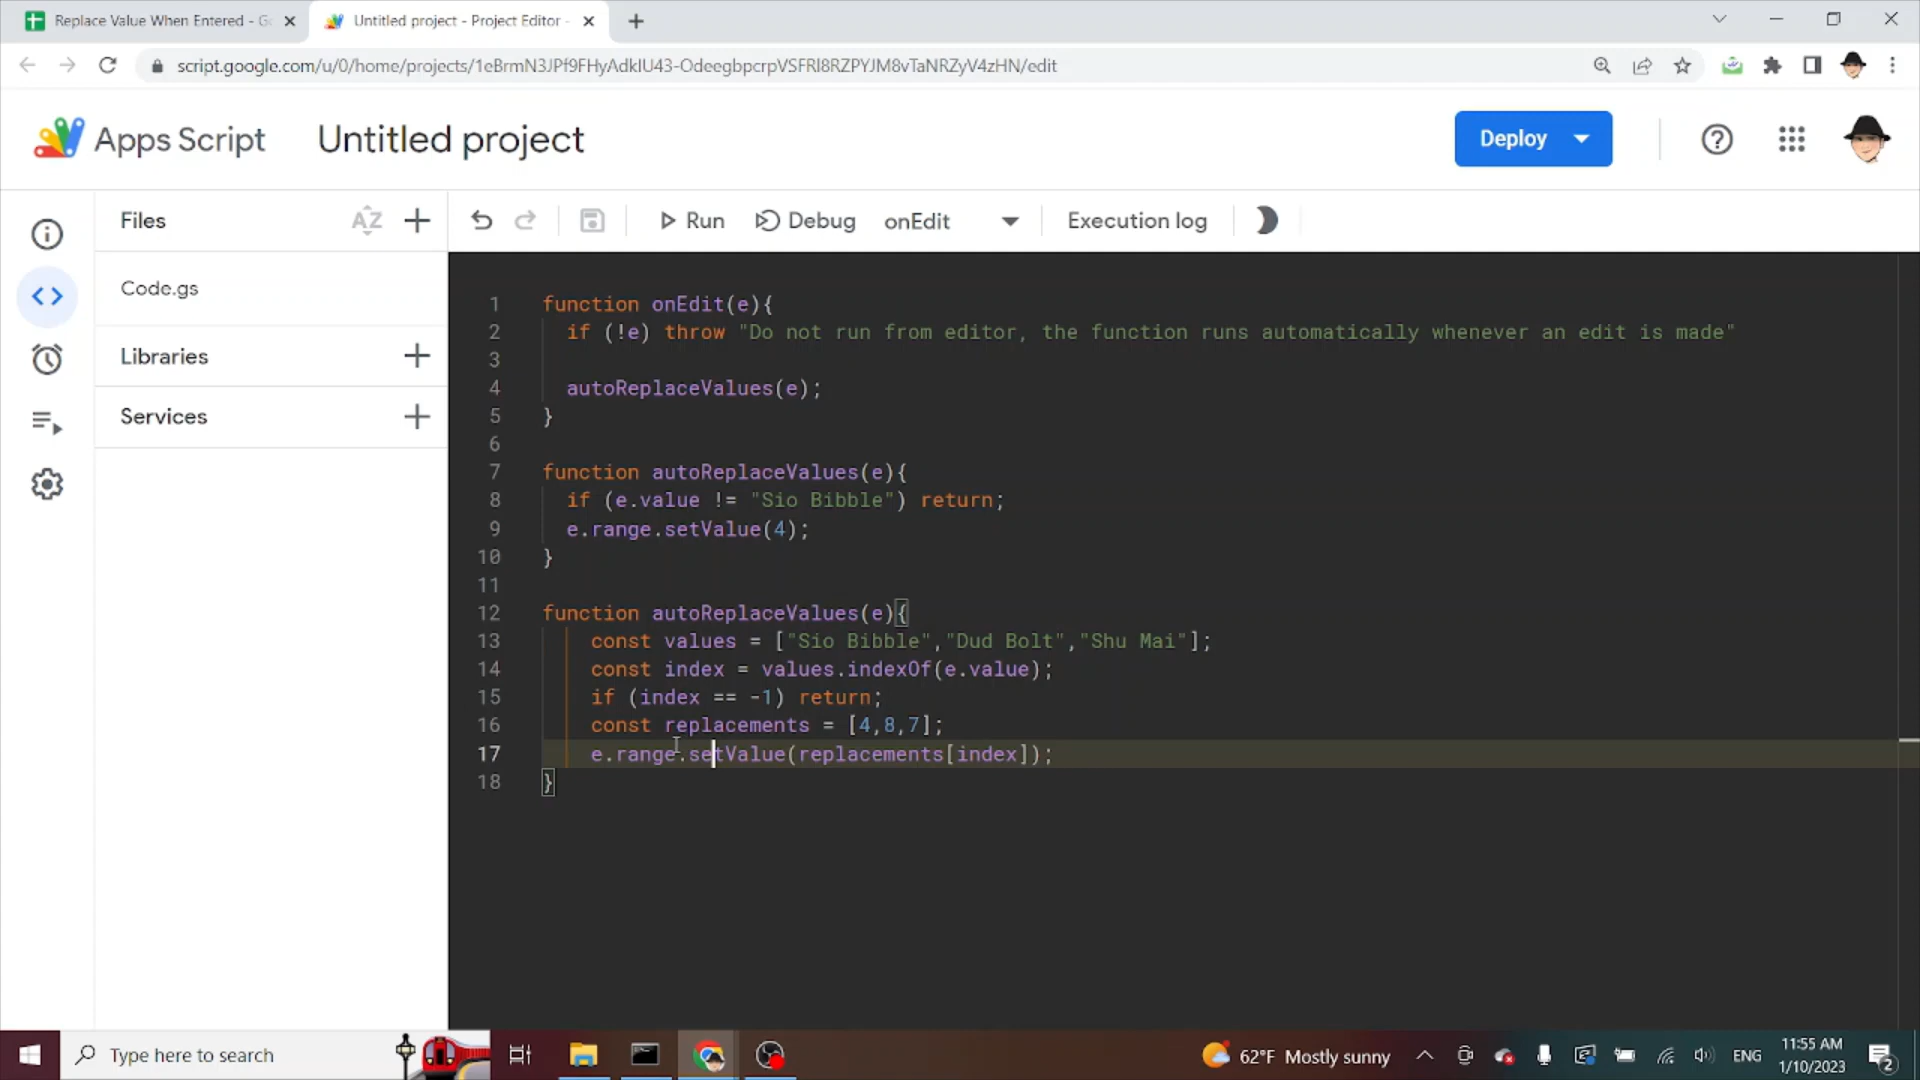 Replace Value When Entered - G
Untitled project - Project Editor -
script.google.com/u/0/home/projects/1eBrmN3JPf9FHyAdkIU43-OdeegbpcrpVSFRl8RZPYJM8vTaNRZyV4zHN/edit
Apps Script
Untitled project
Deploy
Files
AZ
Run
Debug
onEdit
Execution log
Code.gs
Libraries
Services
1 function onEdit(e){
2 if (!e) throw "Do not run from editor, the function runs automatically whenever an edit is made"
3
4 autoReplaceValues(e);
5 }
6
7 function autoReplaceValues(e){
8 if (e.value != "Sio Bibble") return;
9 e.range.setValue(4);
10 }
11
12 function autoReplaceValues(e){
13 const values = ["Sio Bibble","Dud Bolt","Shu Mai"];
14 const index = values.indexOf(e.value);
15 if (index == -1) return;
16 const replacements = [4,8,7];
17 e.range.setValue(replacements[index]);
18 }
Type here to search
62°F Mostly sunny
ENG
11:55 AM
1/10/2023
2